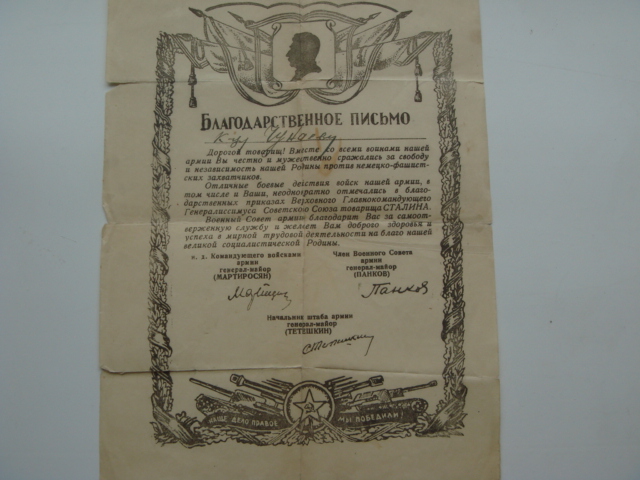 БЛАГОДАРСТВЕННОЕ ПИСЬМО
Дорогой товарищ! Вместе со всеми воинами нашей
армии Вы честно и мужественно сражались за свободу
и независимость нашей Родины против немецко-фашист-
ских захватчиков.
Отличные боевые действия войск нашей армии, в
том числе и Ваши, неоднократно отмечались в благо-
дарственных приказах Верховного Главнокомандующего
Генералиссимуса Советского Союза товарища СТАЛИНА.
Военный Совет армии благодарит Вас за самоот-
верженную службу и желает Вам доброго здоровья и
успеха в мирной трудовой деятельности на благо нашей
великой социалистической Родины.
и. д. Командующего войсками
армии
генерал-майор
(МАРТИРОСЯН)
Член Военного Совета
армии
генерал-майор
(ПАНКОВ)
Панков
Начальник штаба армии
генерал-майор
(ТЕТЕШКИН)
НАШЕ ДЕЛО ПРАВОЕ
МЫ ПОБЕДИЛИ!